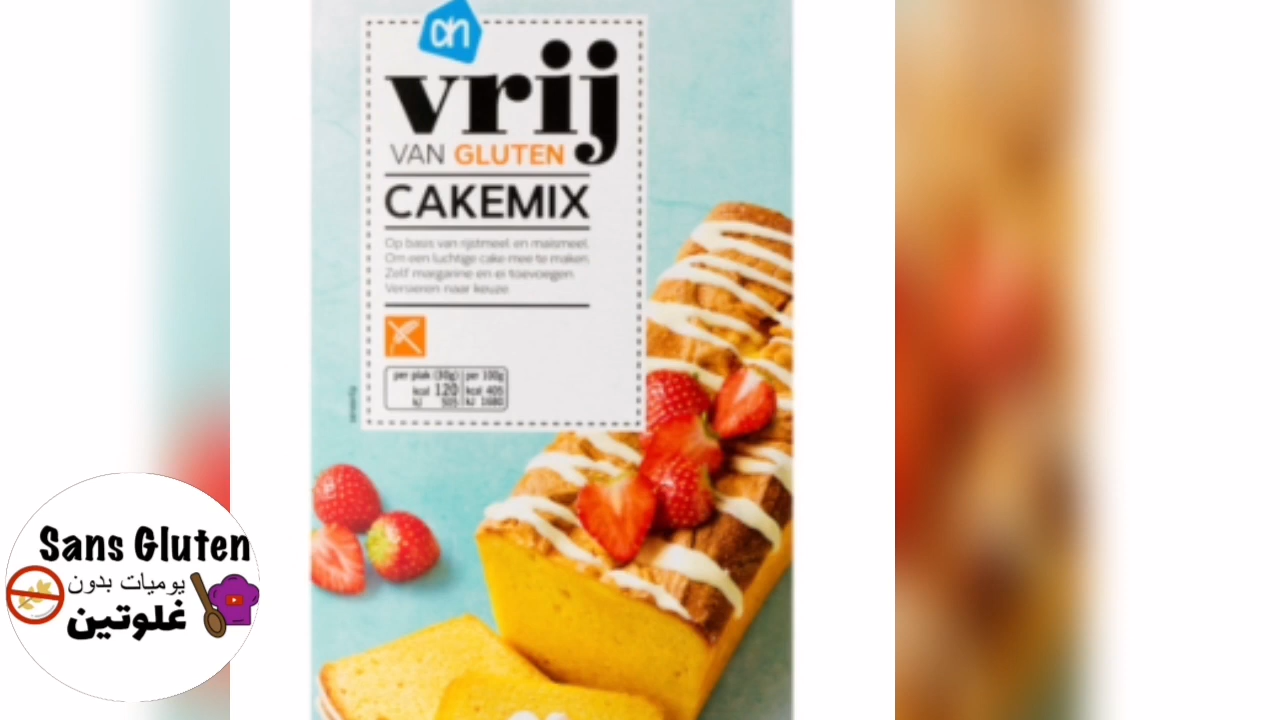 ah
vrij
VAN GLUTEN
CAKEMIX
Op basis van rijstmeel en maismeel.
Om een luchtige cake mee te maken.
Zelf margarine en ei toevoegen.
Versieren naar keuze.
per plak (30g) per 100g
kcal 120 kcal 405
kJ 505 kJ 1680
Sans Gluten
يوميات بدون
غلوتين